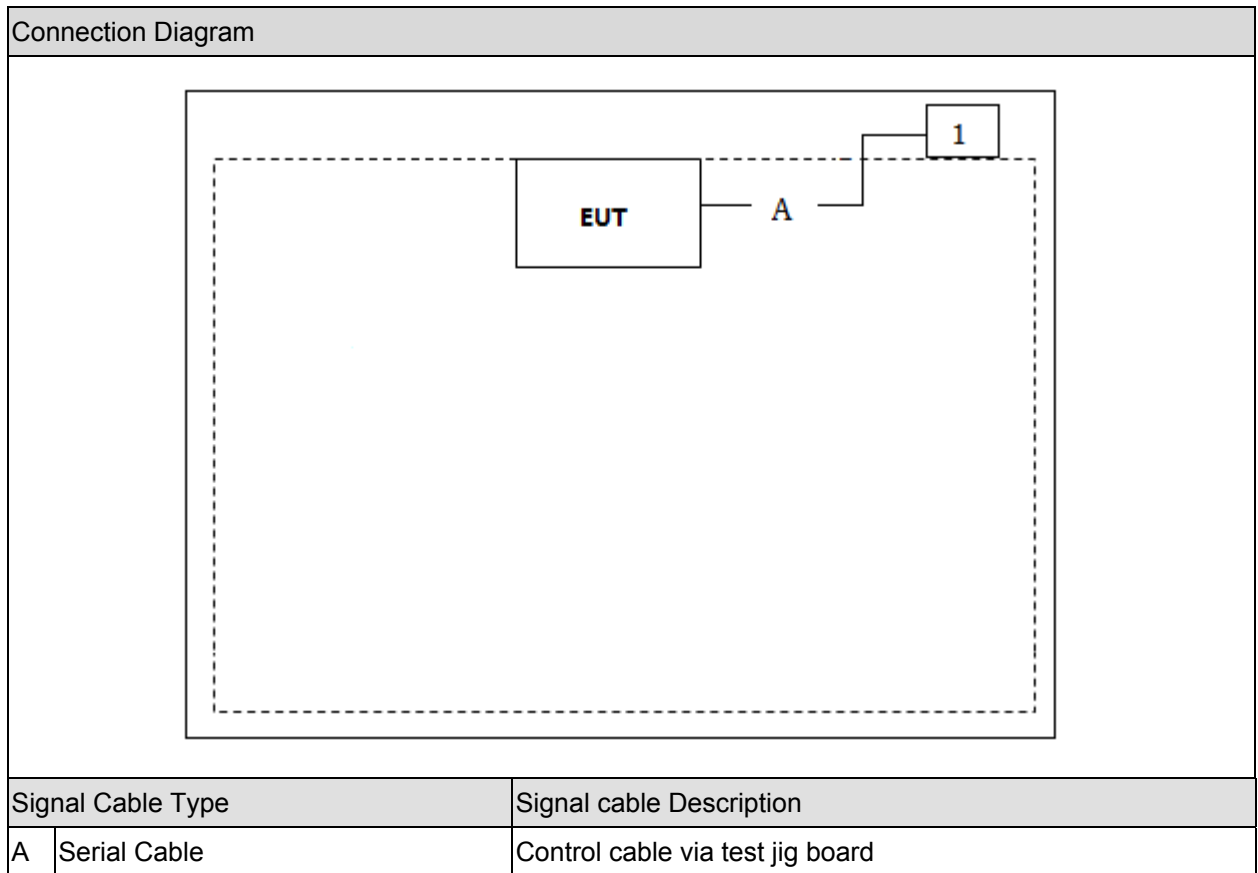 Connection Diagram
1
EUT
A
Signal Cable Type Signal cable Description
A Serial Cable Control cable via test jig board